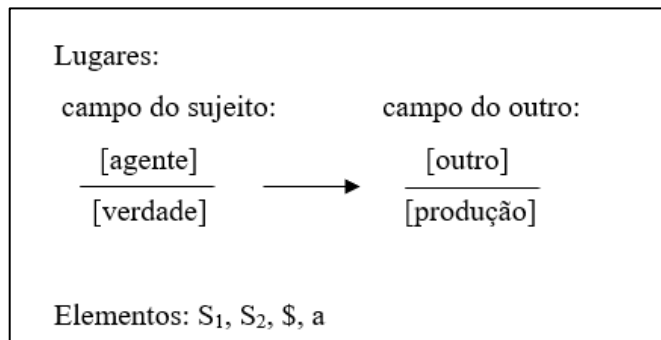 Lugares:
campo do sujeito: campo do outro:
[agente] [outro]
[verdade] [produção]
Elementos: S₁, S₂, $, a